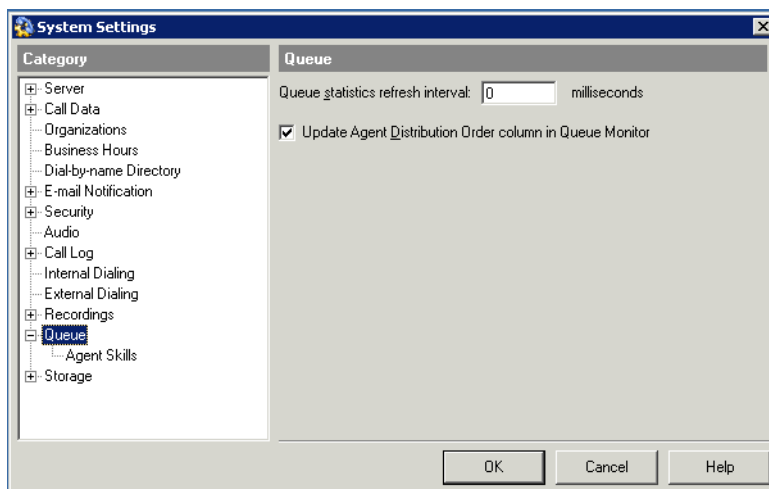 System Settings
Category
Server
Call Data
Organizations
Business Hours
Dial-by-name Directory
E-mail Notification
Security
Audio
Call Log
Internal Dialing
External Dialing
Recordings
Queue
Agent Skills
Storage
Queue
Queue statistics refresh interval: 0 milliseconds
Update Agent Distribution Order column in Queue Monitor
OK Cancel Help